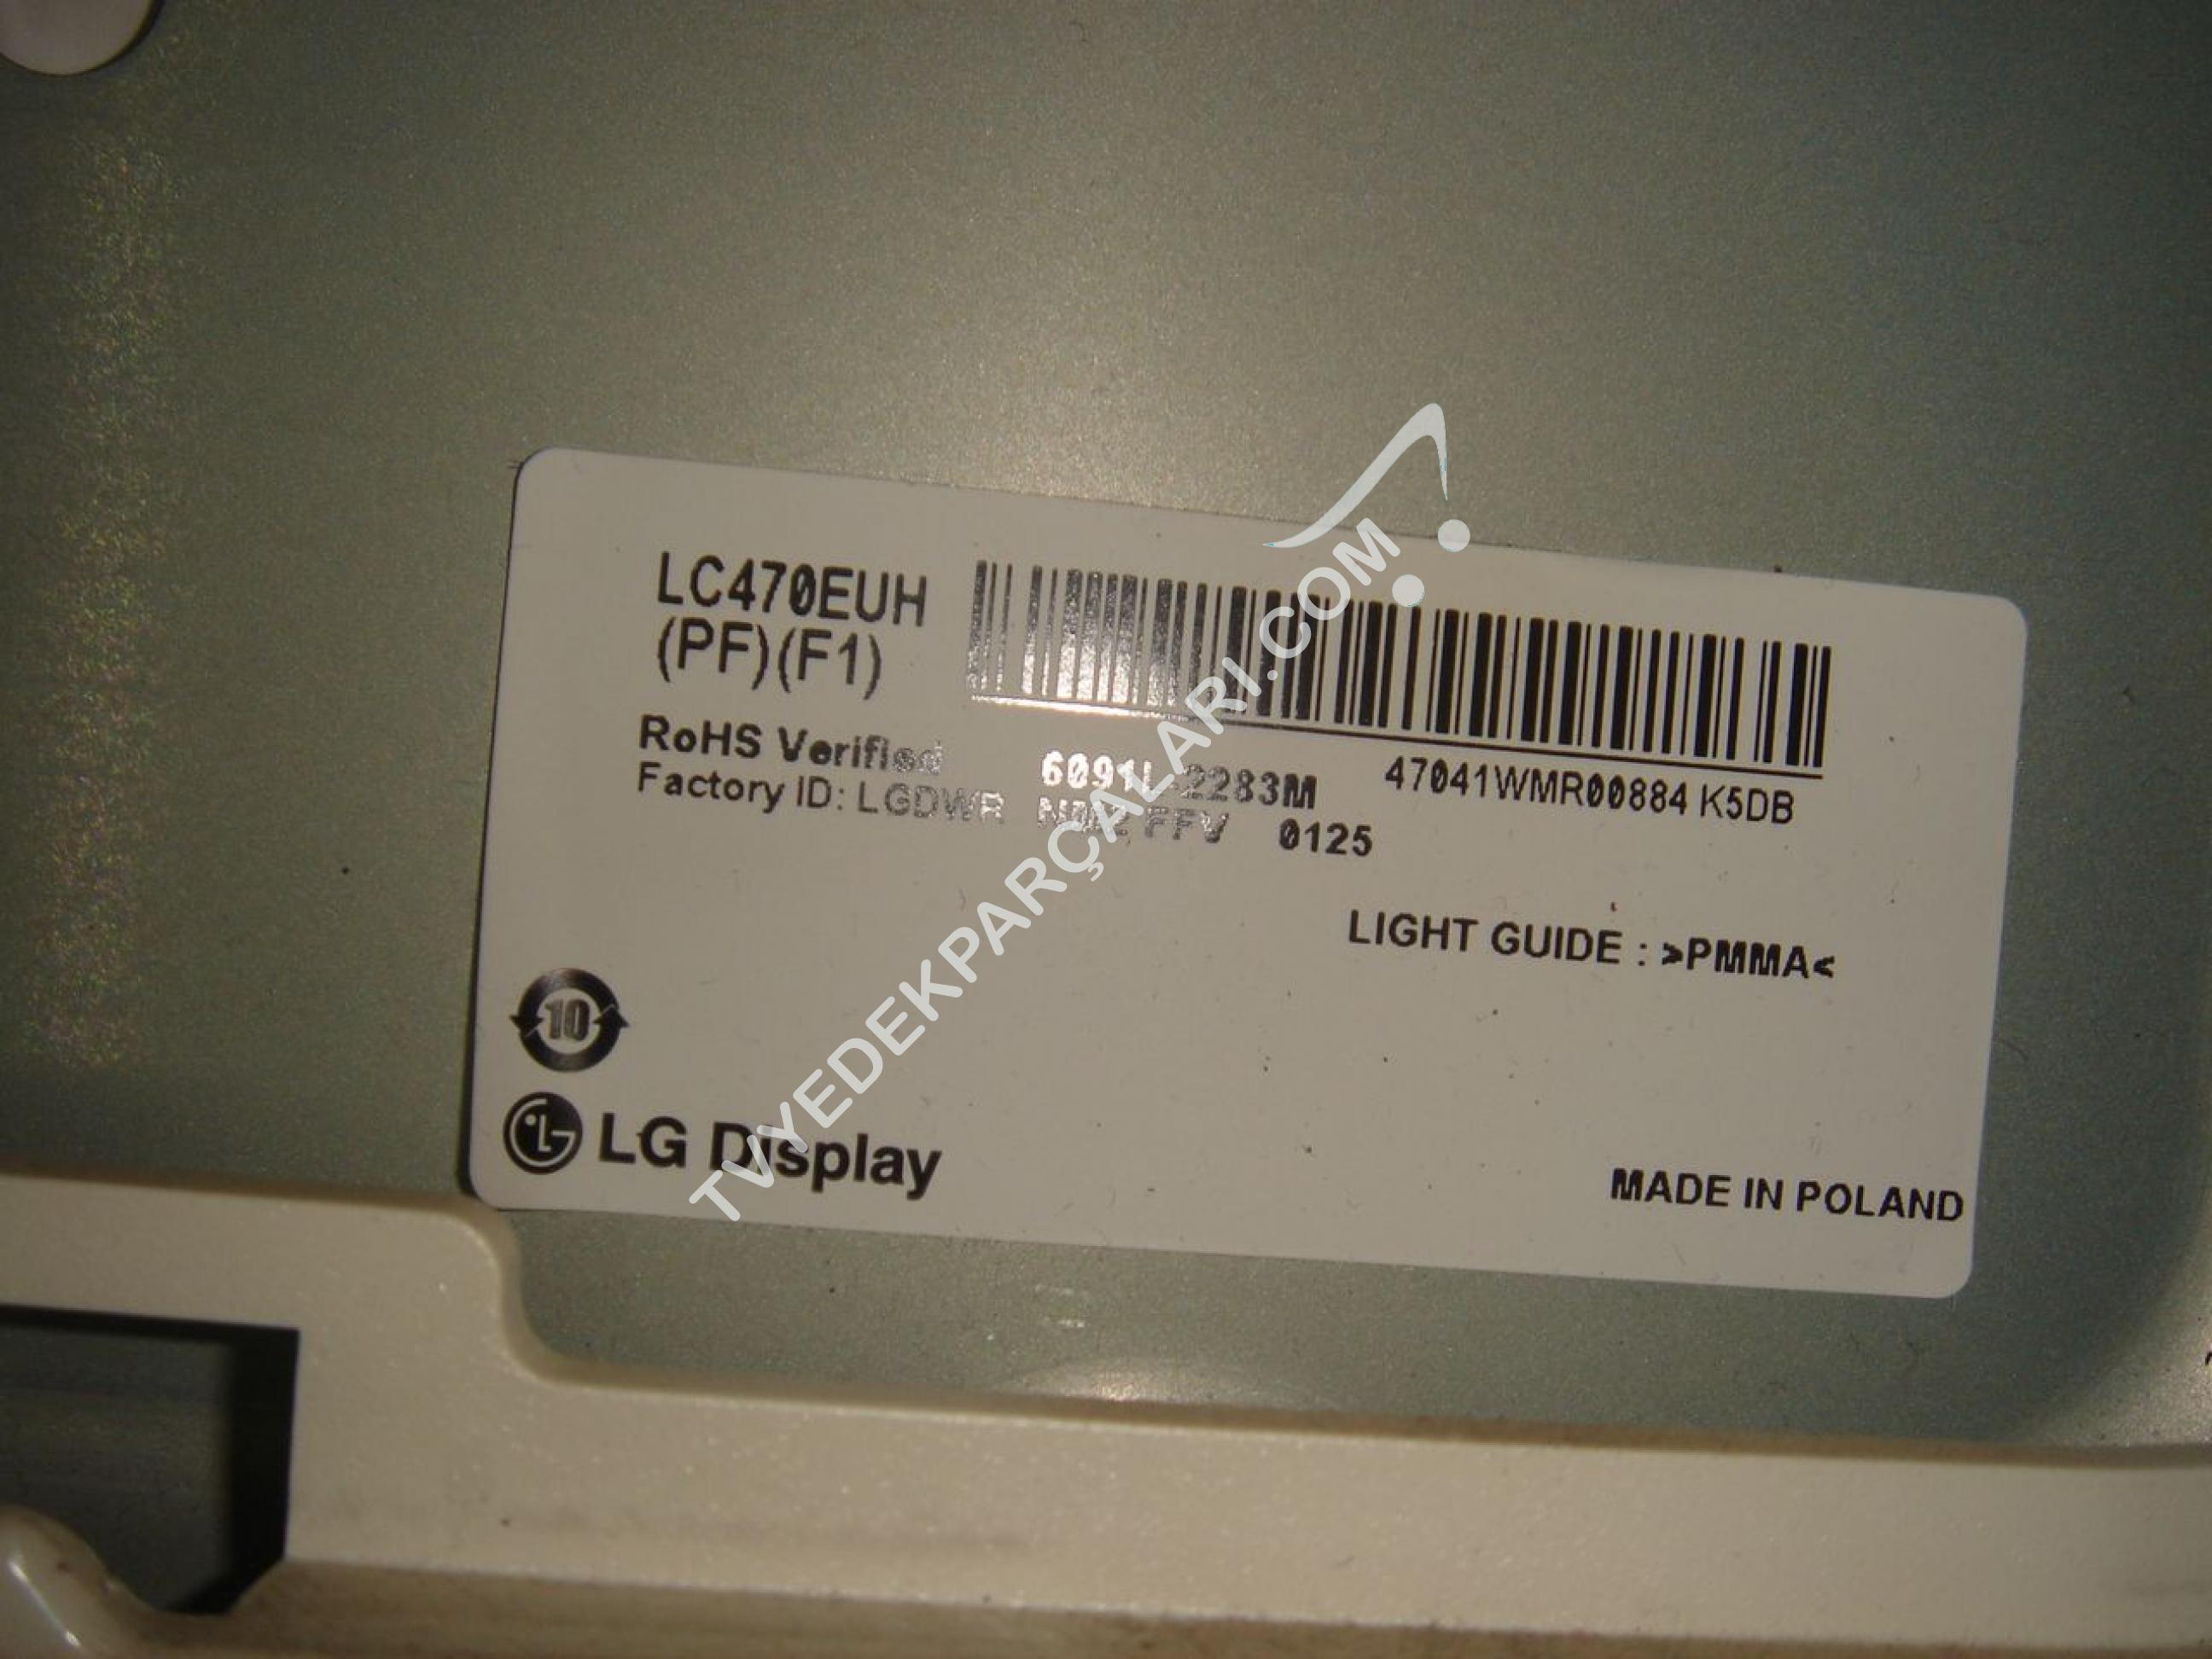 LC470EUH
(PF)(F1)
RoHS Verified
Factory ID: LGDWR
6091L-2283M
FFV 0125
47041WMR00884 K5DB
LIGHT GUIDE : >PMMA<
10
LG Display
MADE IN POLAND
TVYEDEKPARÇALARI.COM